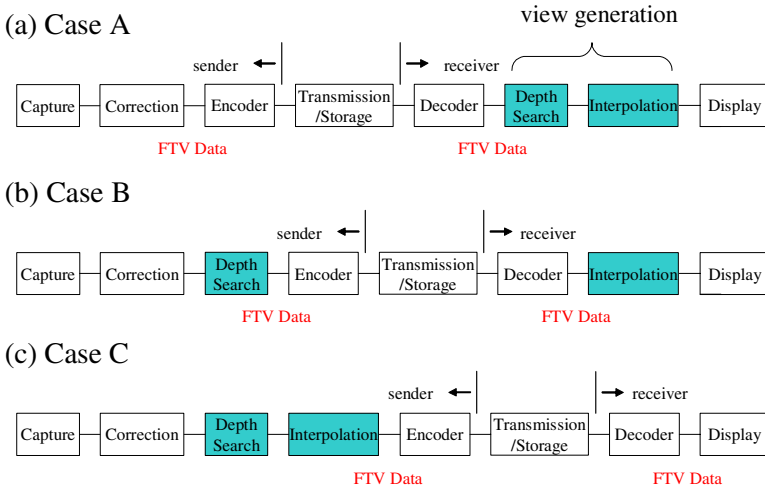 view generation
(a) Case A
sender
receiver
Capture
Correction
Encoder
Transmission
/Storage
Decoder
Depth
Search
Interpolation
Display
FTV Data
FTV Data
(b) Case B
sender
receiver
Capture
Correction
Depth
Search
Encoder
Transmission
/Storage
Decoder
Interpolation
Display
FTV Data
FTV Data
(c) Case C
sender
receiver
Capture
Correction
Depth
Search
Interpolation
Encoder
Transmission
/Storage
Decoder
Display
FTV Data
FTV Data